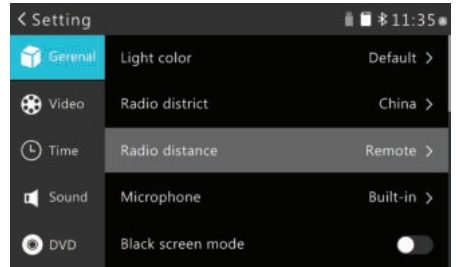 < Setting 11:35
Gerenal
Light color Default >
Video
Radio district China >
Time
Radio distance Remote >
Sound
Microphone Built-in >
DVD
Black screen mode